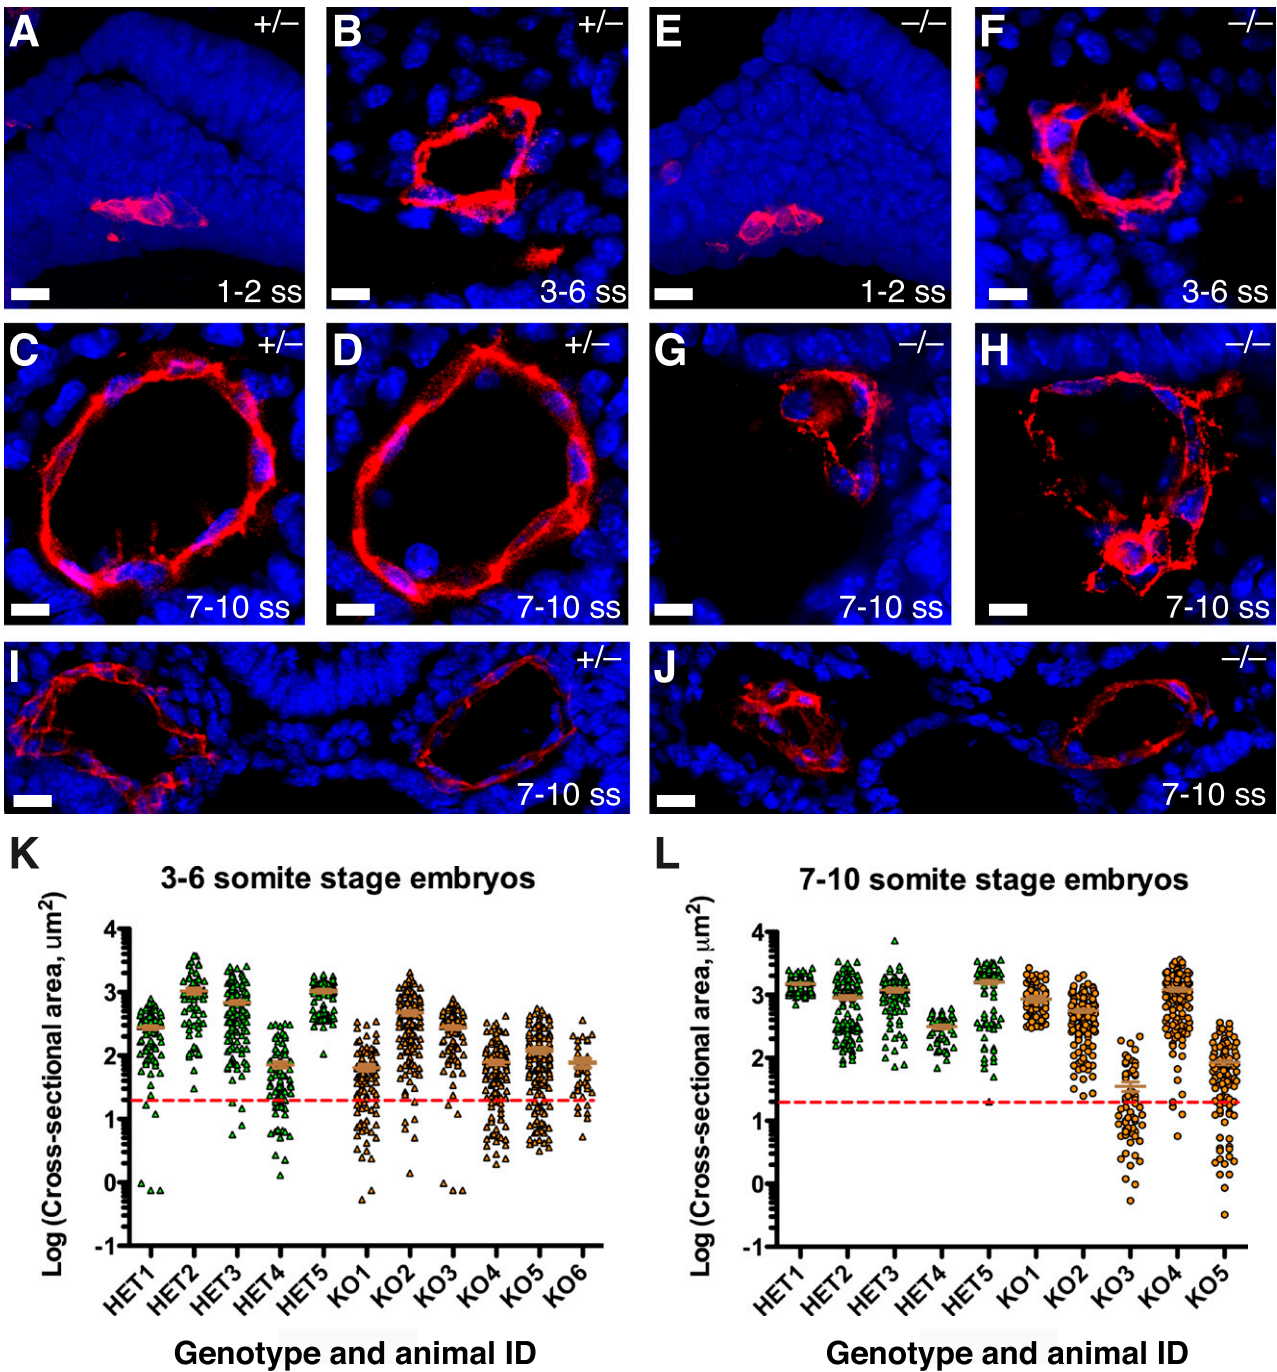 A +/– B +/– E –/– F –/–
1-2 ss 3-6 ss 1-2 ss 3-6 ss
C +/– D +/– G –/– H –/–
7-10 ss 7-10 ss 7-10 ss 7-10 ss
I +/– J –/–
7-10 ss 7-10 ss
K
3-6 somite stage embryos
Log (Cross-sectional area, um²)
4
3
2
1
0
-1
HET1 HET2 HET3 HET4 HET5 KO1 KO2 KO3 KO4 KO5 KO6
Genotype and animal ID
L
7-10 somite stage embryos
Log (Cross-sectional area, μm²)
4
3
2
1
0
-1
HET1 HET2 HET3 HET4 HET5 KO1 KO2 KO3 KO4 KO5
Genotype and animal ID